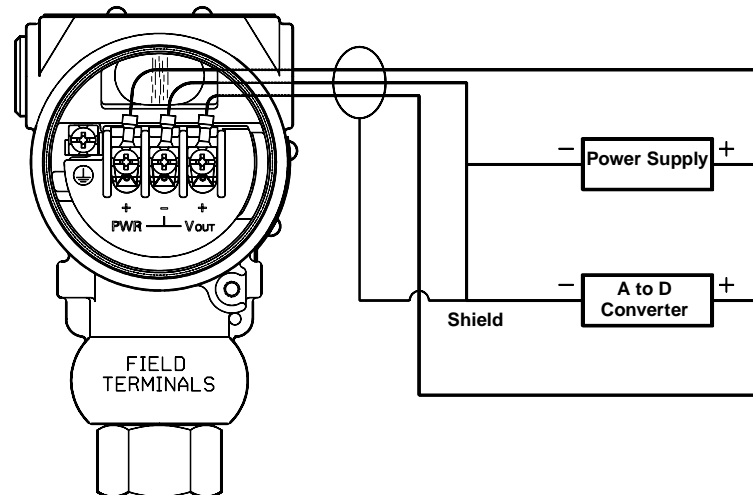 − Power Supply +
+ − +
PWR VOUT
− A to D +
Converter
Shield
FIELD
TERMINALS